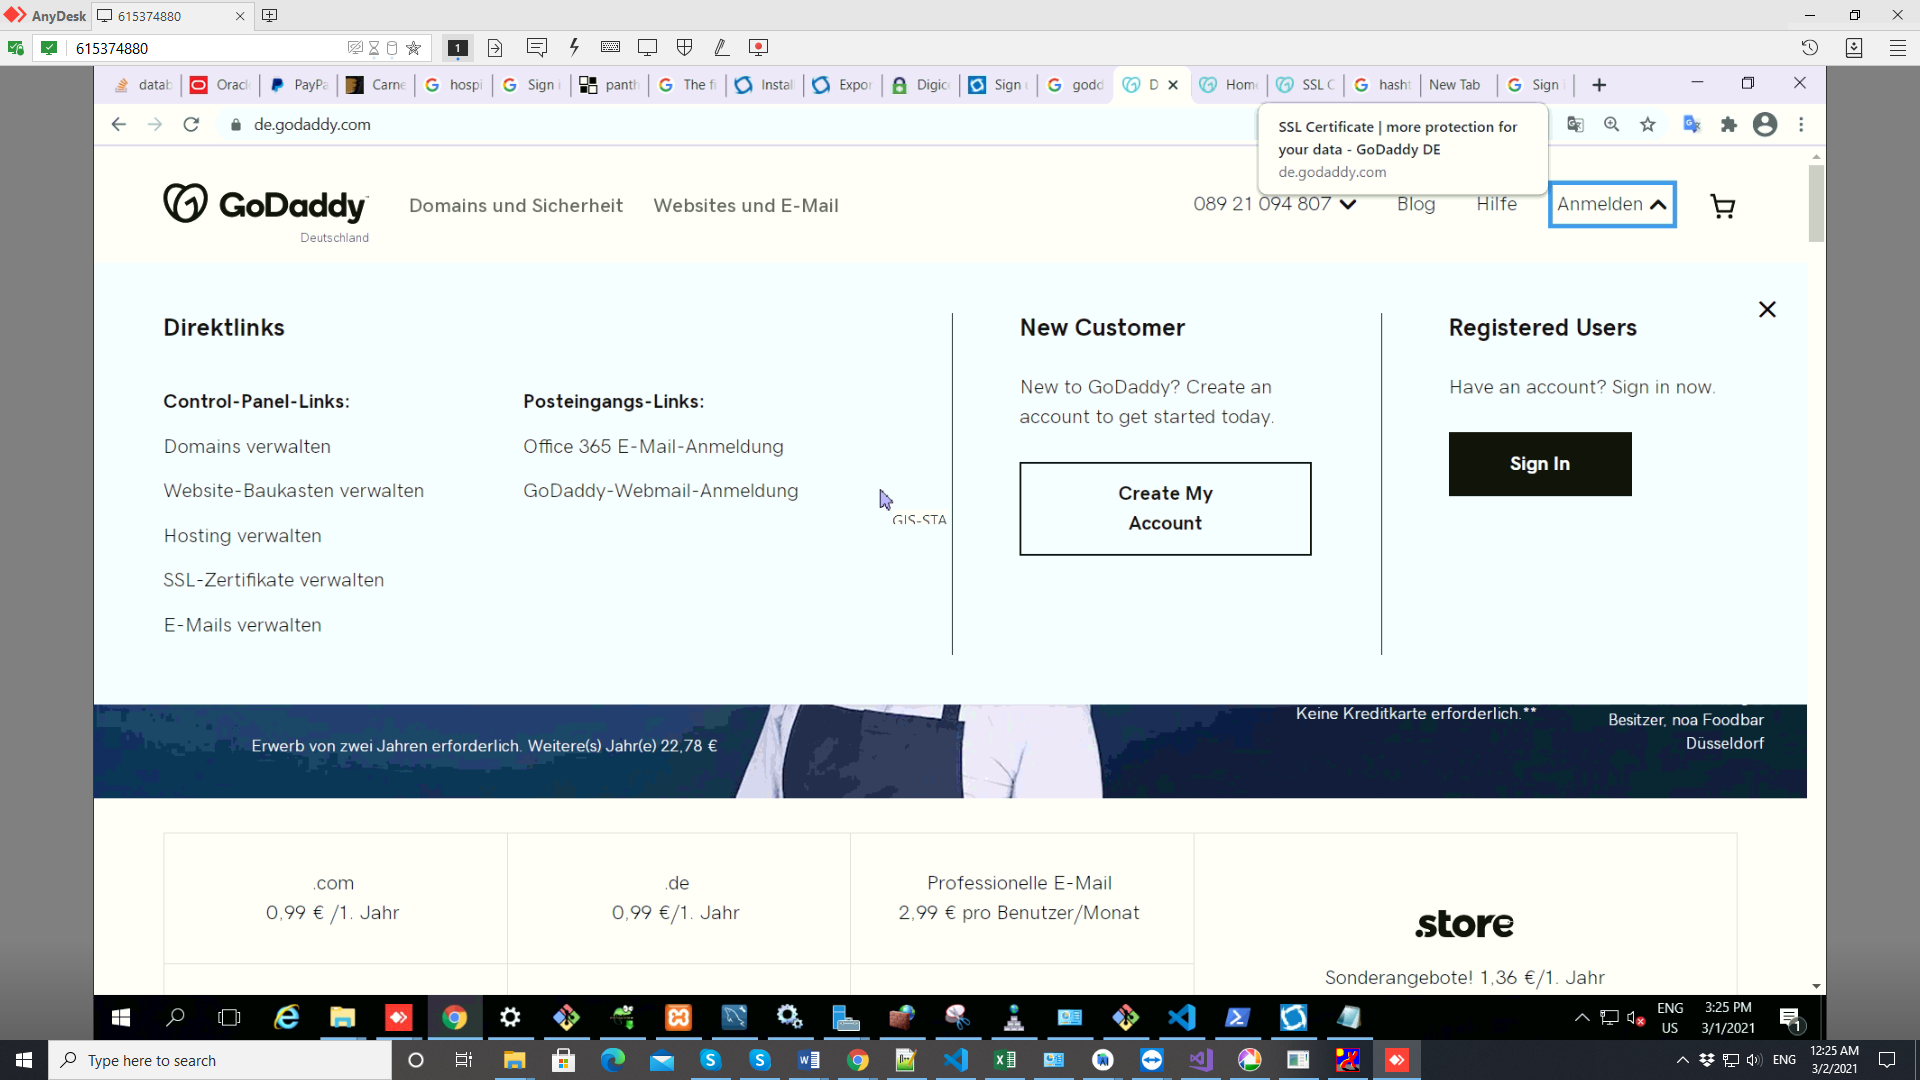 AnyDesk
615374880
615374880
1
datab
Oracl
PayPa
Carne
hospi
Sign i
panth
The fi
Instal
Expor
Digice
Sign u
godd
D
Home
SSL C
hasht
New Tab
Sign
de.godaddy.com
SSL Certificate | more protection for
your data - GoDaddy DE
de.godaddy.com
GoDaddy
Deutschland
Domains und Sicherheit
Websites und E-Mail
089 21 094 807
Blog
Hilfe
Anmelden
Direktlinks
Control-Panel-Links:
Domains verwalten
Website-Baukasten verwalten
Hosting verwalten
SSL-Zertifikate verwalten
E-Mails verwalten
Posteingangs-Links:
Office 365 E-Mail-Anmeldung
GoDaddy-Webmail-Anmeldung
GIS-STA
New Customer
New to GoDaddy? Create an
account to get started today.
Create My
Account
Registered Users
Have an account? Sign in now.
Sign In
Erwerb von zwei Jahren erforderlich. Weitere(s) Jahr(e) 22,78 €
Keine Kreditkarte erforderlich.**
Besitzer, noa Foodbar
Düsseldorf
.com
0,99 € /1. Jahr
.de
0,99 €/1. Jahr
Professionelle E-Mail
2,99 € pro Benutzer/Monat
.store
Sonderangebote! 1,36 €/1. Jahr
ENG
US
3:25 PM
3/1/2021
1
Type here to search
ENG
12:25 AM
3/2/2021